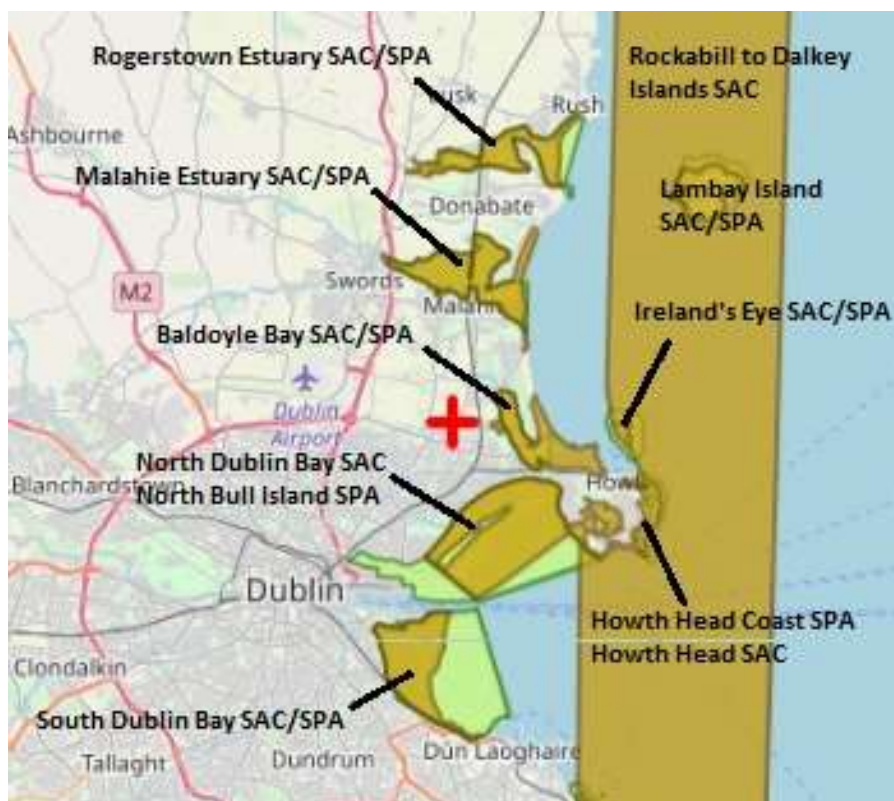 Rogerstown Estuary SAC/SPA
Rockabill to Dalkey
Islands SAC
usk
Rush
Ashbourne
Malahie Estuary SAC/SPA
Lambay Island
SAC/SPA
Donabate
Swords
M2
Malahi
Ireland's Eye SAC/SPA
Baldoyle Bay SAC/SPA
Dublin
Airport
North Dublin Bay SAC
North Bull Island SPA
Blanchardstown
Howt
Dublin
Howth Head Coast SPA
Howth Head SAC
Clondalkin
South Dublin Bay SAC/SPA
Dún Laoghaire
Dundrum
Tallaght